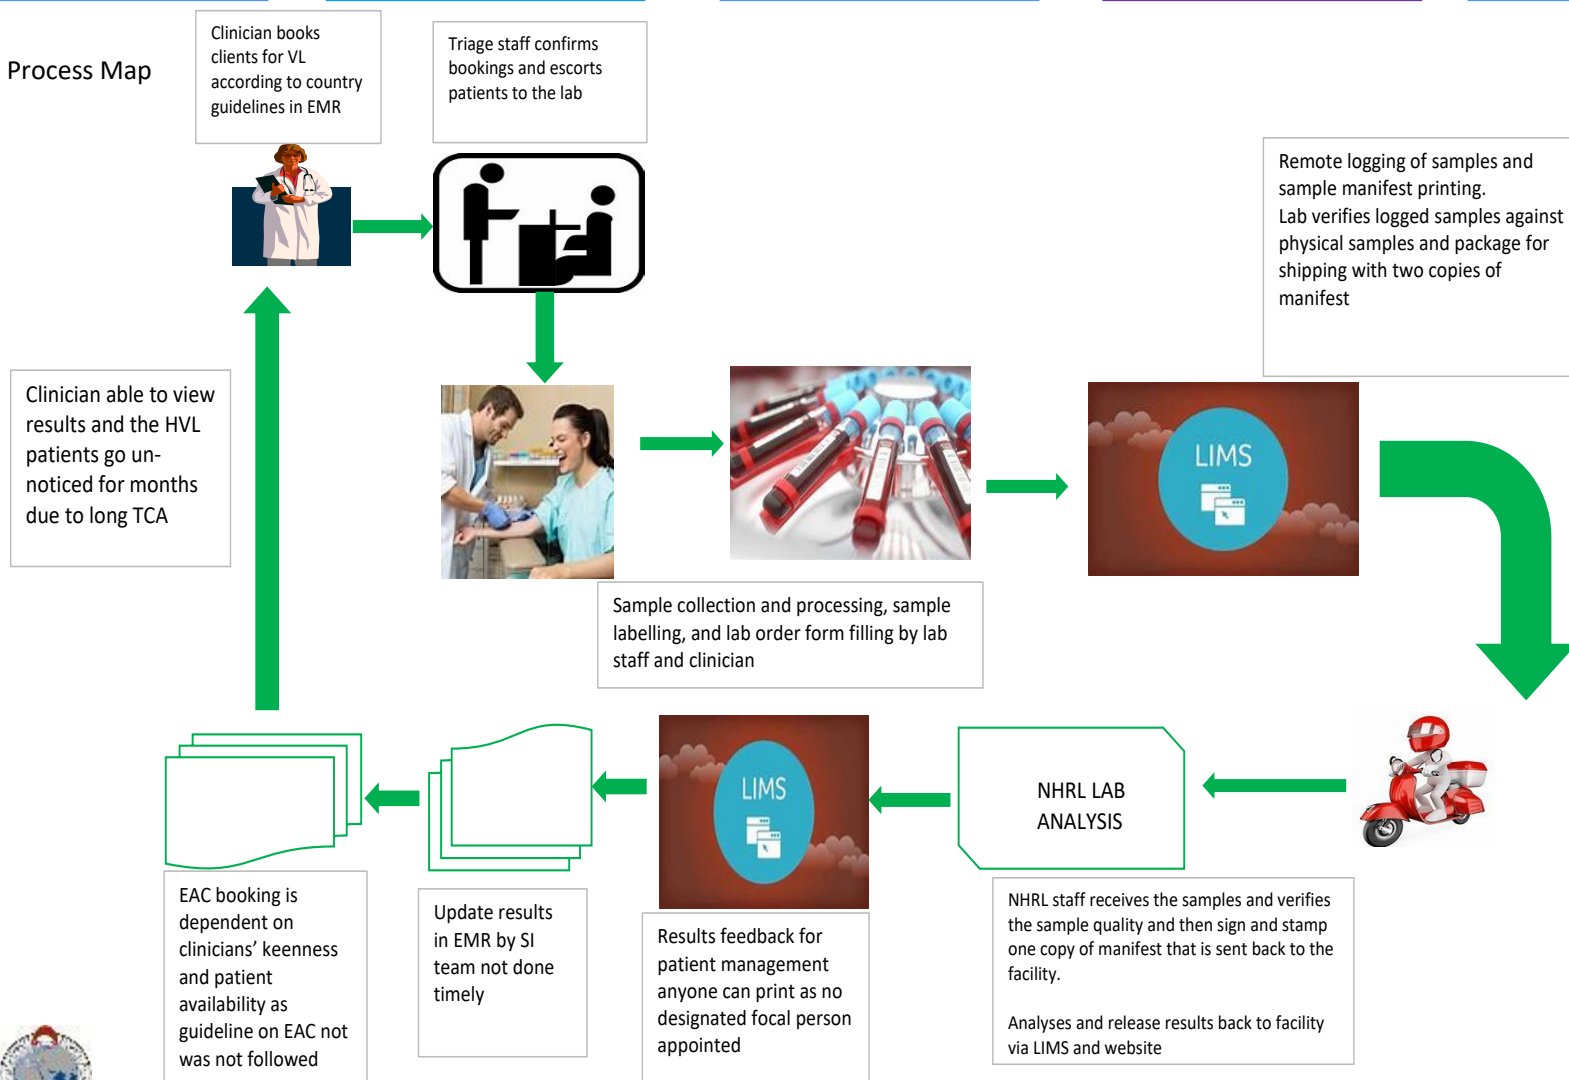 Process Map
Clinician books
clients for VL
according to country
guidelines in EMR
Triage staff confirms
bookings and escorts
patients to the lab
Remote logging of samples and
sample manifest printing.
Lab verifies logged samples against
physical samples and package for
shipping with two copies of
manifest
Clinician able to view
results and the HVL
patients go un-
noticed for months
due to long TCA
LIMS
Sample collection and processing, sample
labelling, and lab order form filling by lab
staff and clinician
LIMS
NHRL LAB
ANALYSIS
EAC booking is
dependent on
clinicians’ keenness
and patient
availability as
guideline on EAC not
was not followed
Update results
in EMR by SI
team not done
timely
Results feedback for
patient management
anyone can print as no
designated focal person
appointed
NHRL staff receives the samples and verifies
the sample quality and then sign and stamp
one copy of manifest that is sent back to the
facility.
Analyses and release results back to facility
via LIMS and website